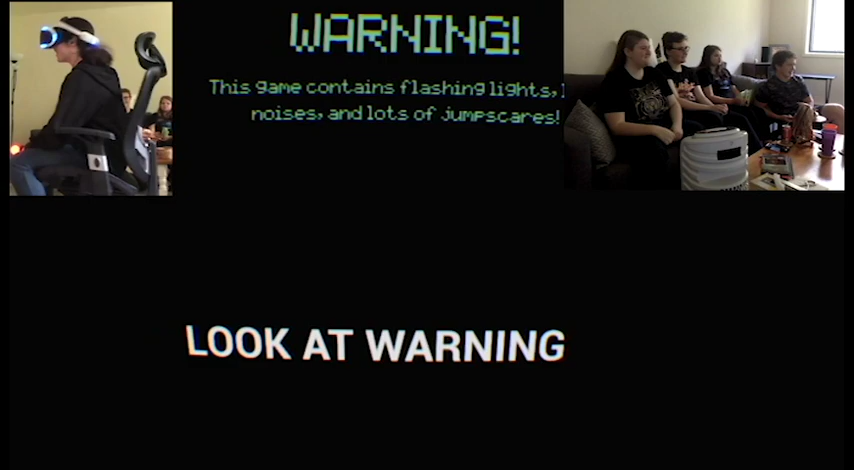 WARNING!
This game contains flashing lights,
noises, and lots of jumpscares!
LOOK AT WARNING